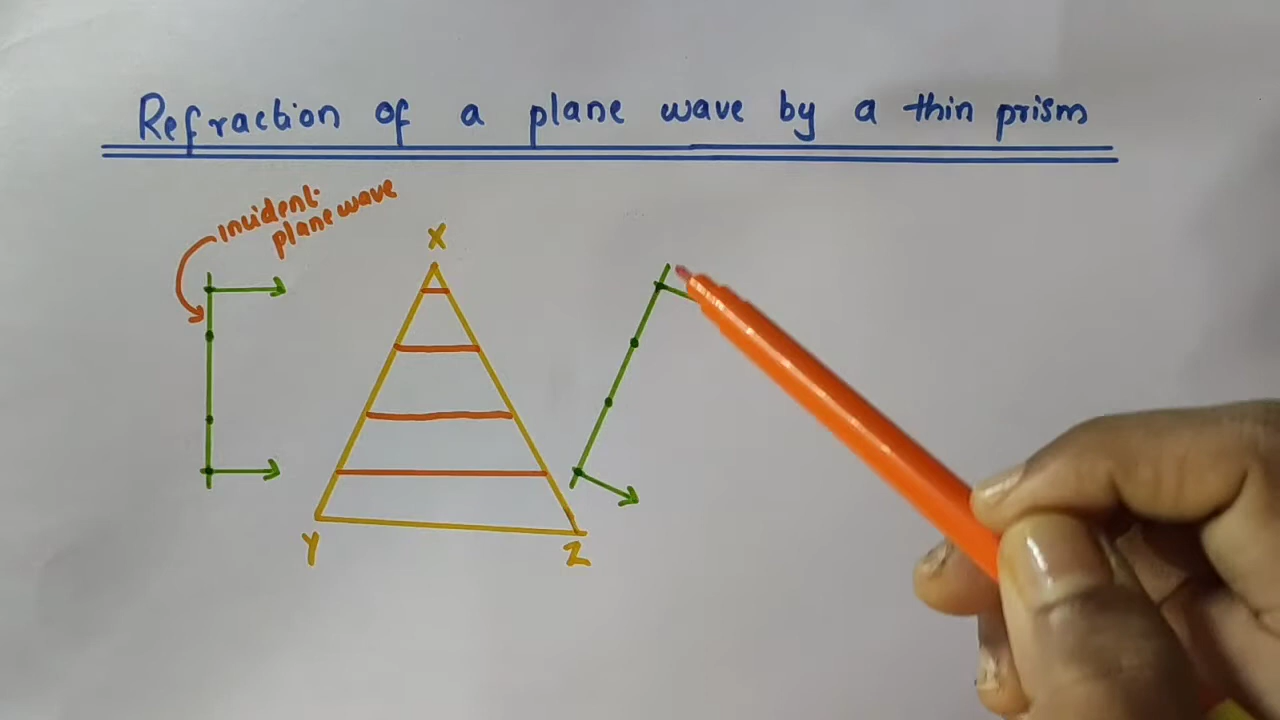 Refraction of a plane wave by a thin prism
incident
plane wave
X
Y
Z